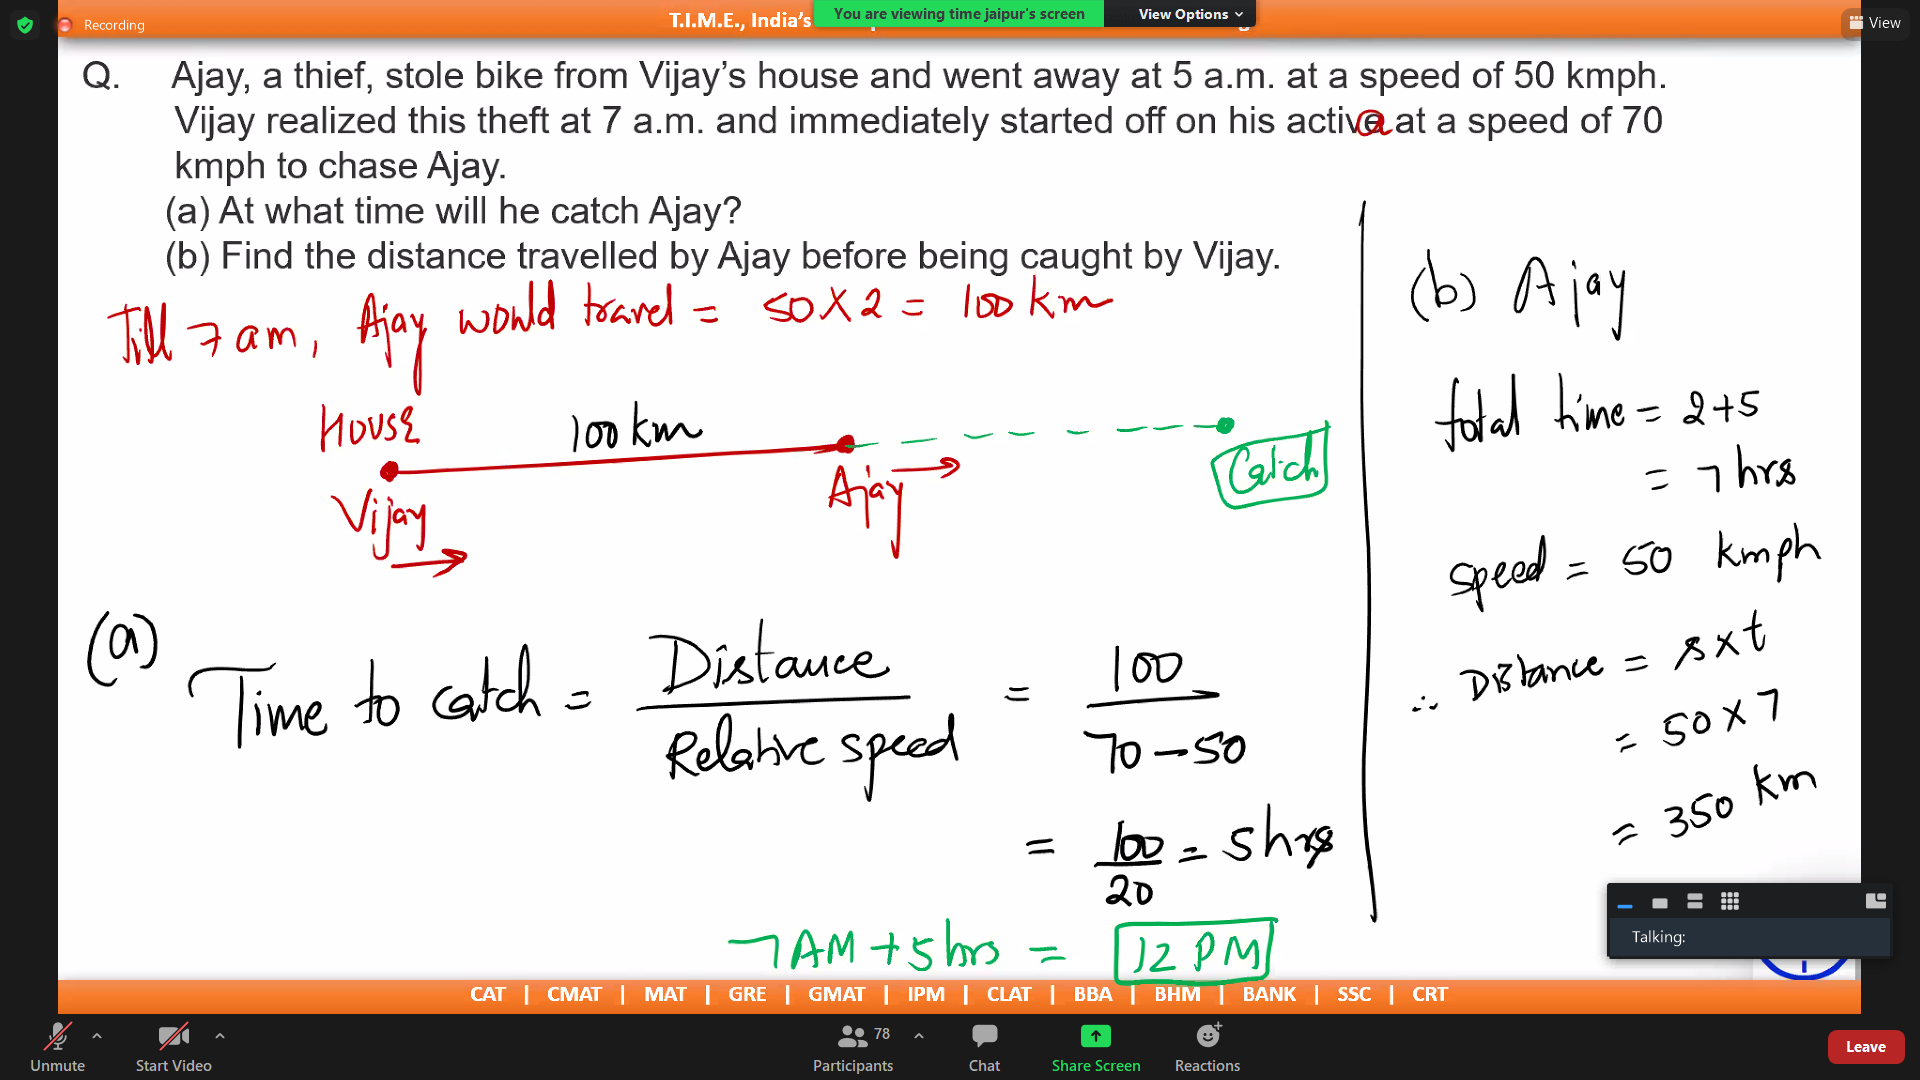 Recording
T.I.M.E., India's
You are viewing time jaipur's screen
View Options
View
Q. Ajay, a thief, stole bike from Vijay's house and went away at 5 a.m. at a speed of 50 kmph.
Vijay realized this theft at 7 a.m. and immediately started off on his activa at a speed of 70
kmph to chase Ajay.
(a) At what time will he catch Ajay?
(b) Find the distance travelled by Ajay before being caught by Vijay.
Till 7 am, Ajay would travel = 50 X 2 = 100 km
HOUSE
100 km
Catch
Vijay
Ajay
(a)
Time to catch = Distance / Relative speed = 100 / 70 - 50
= 100 / 20 = 5 hrs
7 AM + 5 hrs = 12 PM
(b) Ajay
total time = 2+5
= 7 hrs
speed = 50 kmph
∴ Distance = s x t
= 50 x 7
= 350 km
Talking:
CAT | CMAT | MAT | GRE | GMAT | IPM | CLAT | BBA | BHM | BANK | SSC | CRT
Unmute
Start Video
78
Participants
Chat
Share Screen
Reactions
Leave